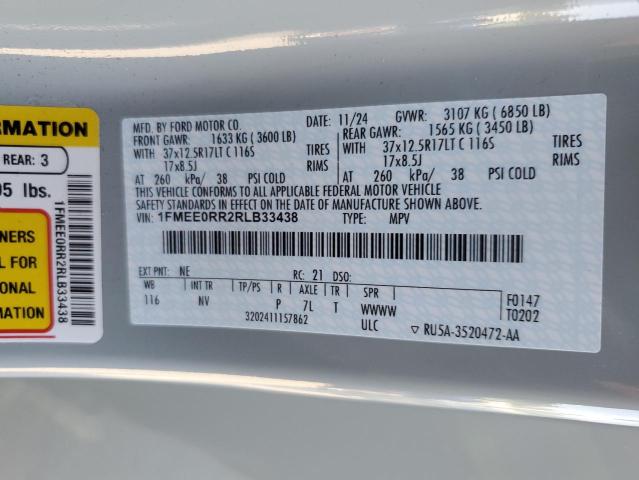 RMATION
REAR: 3
05 lbs.
NERS
L FOR
ONAL
MATION
1FMEE0RR2RLB33438
MFD. BY FORD MOTOR CO.
DATE: 11/24 GVWR: 3107 KG ( 6850 LB)
FRONT GAWR: 1633 KG ( 3600 LB) REAR GAWR: 1565 KG ( 3450 LB)
WITH 37x12.5R17LT C 116S TIRES WITH 37x12.5R17LT C 116S TIRES
17x8.5J RIMS 17x8.5J RIMS
AT 260 kPa/ 38 PSI COLD AT 260 kPa/ 38 PSI COLD
THIS VEHICLE CONFORMS TO ALL APPLICABLE FEDERAL MOTOR VEHICLE
SAFETY STANDARDS IN EFFECT ON THE DATE OF MANUFACTURE SHOWN ABOVE.
VIN: 1FMEE0RR2RLB33438 TYPE: MPV
EXT PNT: NE RC: 21 DSO:
WB INT TR TP/PS R AXLE TR SPR
116 NV P 7L T WWWW
F0147
T0202
3202411157862 ULC
RU5A-3520472-AA